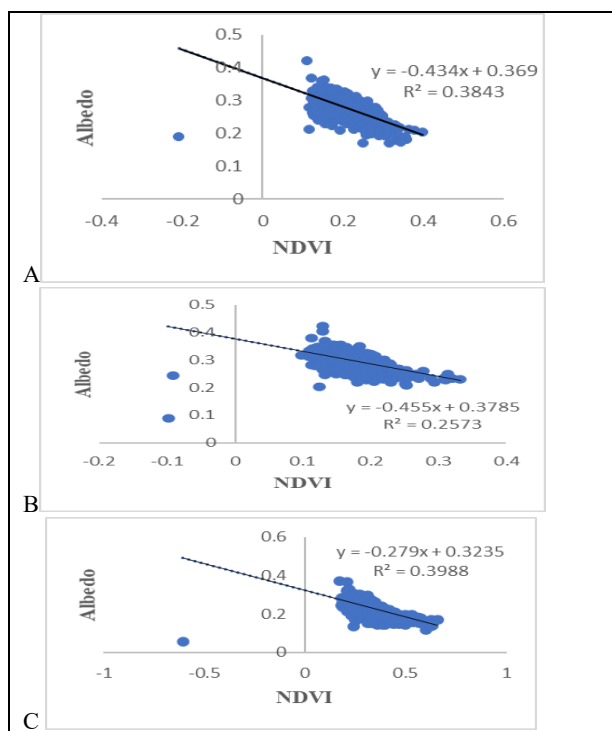 0.5
y = -0.434x + 0.369
R² = 0.3843
0.4
0.3
0.2
0.1
0
-0.4 -0.2 0 0.2 0.4 0.6
Albedo
NDVI
A
0.5
0.4
0.3
0.2
0.1
0
y = -0.455x + 0.3785
R² = 0.2573
-0.2 -0.1 0 0.1 0.2 0.3 0.4
Albedo
NDVI
B
0.6
y = -0.279x + 0.3235
R² = 0.3988
0.4
0.2
0
-1 -0.5 0 0.5 1
Albedo
NDVI
C